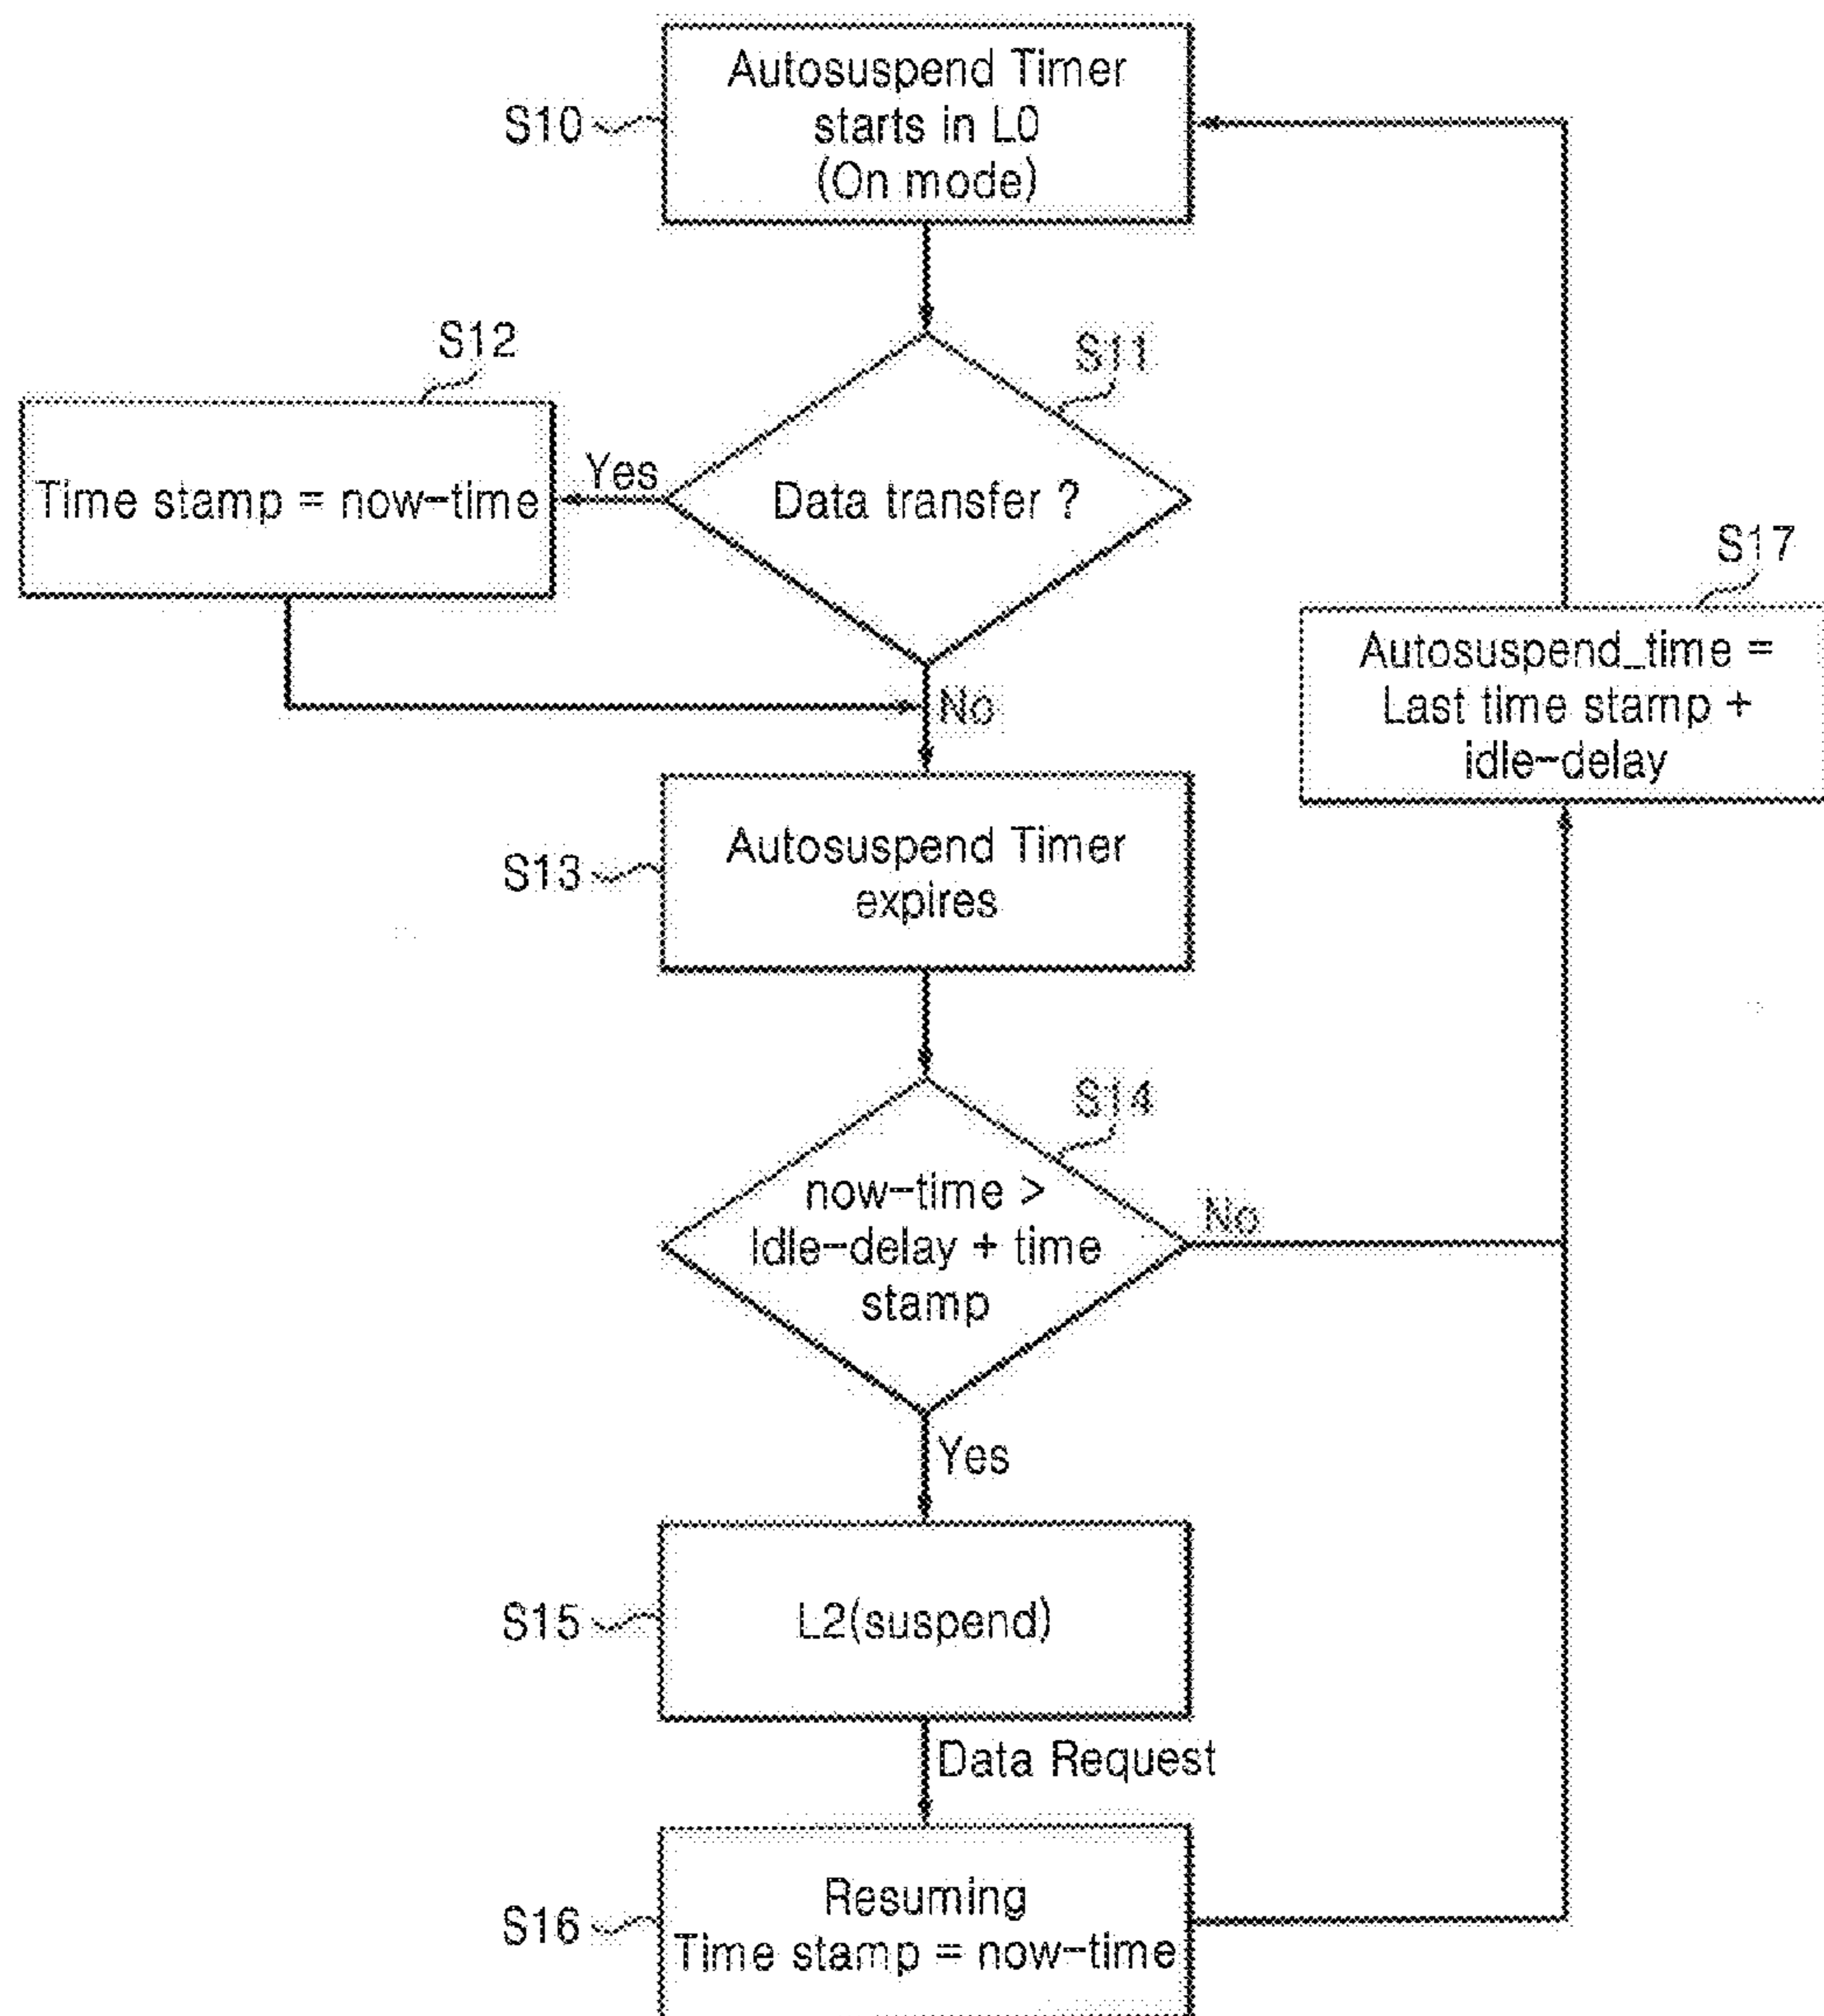 Autosuspend Timer
starts in L0
(On mode)
S10
S11
S12
Yes
Time stamp = now-time
Data transfer ?
No
S17
Autosuspend_time =
Last time stamp +
idle-delay
S13
Autosuspend Timer
expires
S14
now-time >
Idle-delay + time
stamp
No
Yes
S15
L2(suspend)
Data Request
S16
Resuming
Time stamp = now-time